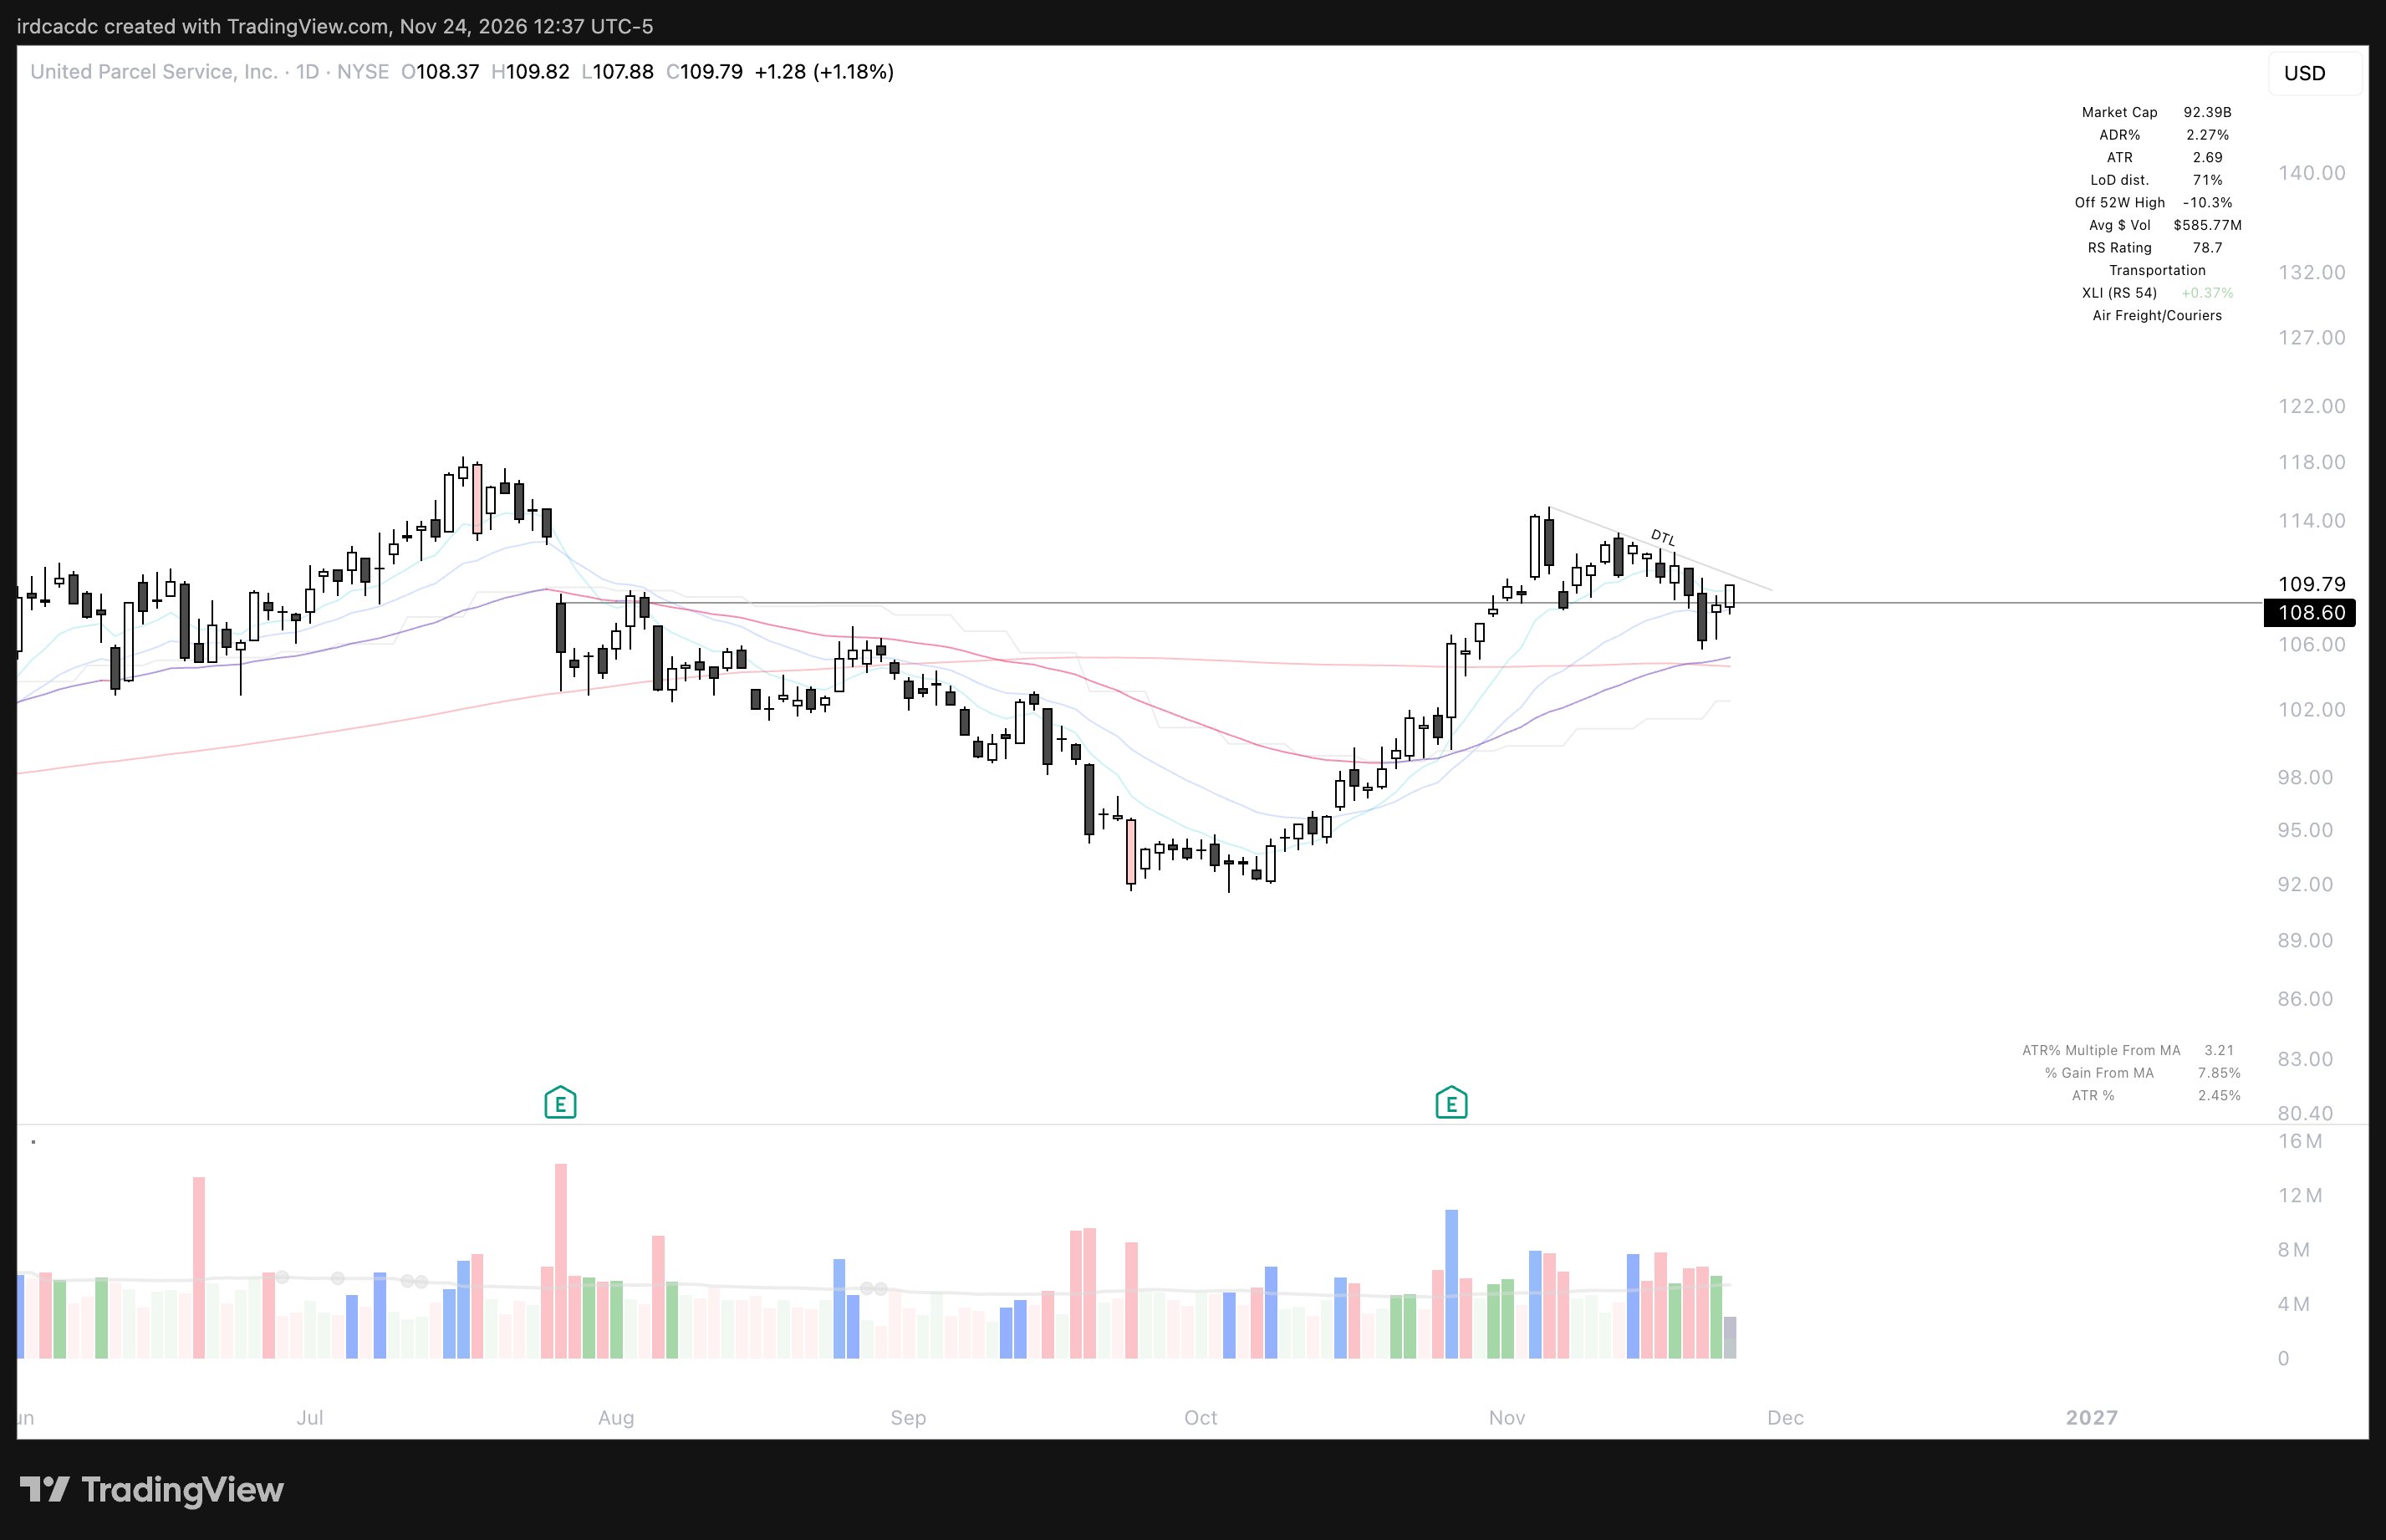 irdcacdc created with TradingView.com, Nov 24, 2026 12:37 UTC-5
United Parcel Service, Inc. · 1D · NYSE O108.37 H109.82 L107.88 C109.79 +1.28 (+1.18%)
USD
Market Cap 92.39B
ADR% 2.27%
ATR 2.69
LoD dist. 71%
Off 52W High -10.3%
Avg $ Vol $585.77M
RS Rating 78.7
Transportation
XLI (RS 54) +0.37%
Air Freight/Couriers
140.00
132.00
127.00
122.00
118.00
114.00
DTL
109.79
108.60
106.00
102.00
98.00
95.00
92.00
89.00
86.00
83.00
80.40
ATR% Multiple From MA 3.21
% Gain From MA 7.85%
ATR % 2.45%
E
E
16 M
12 M
8 M
4 M
0
un Jul Aug Sep Oct Nov Dec 2027
TradingView